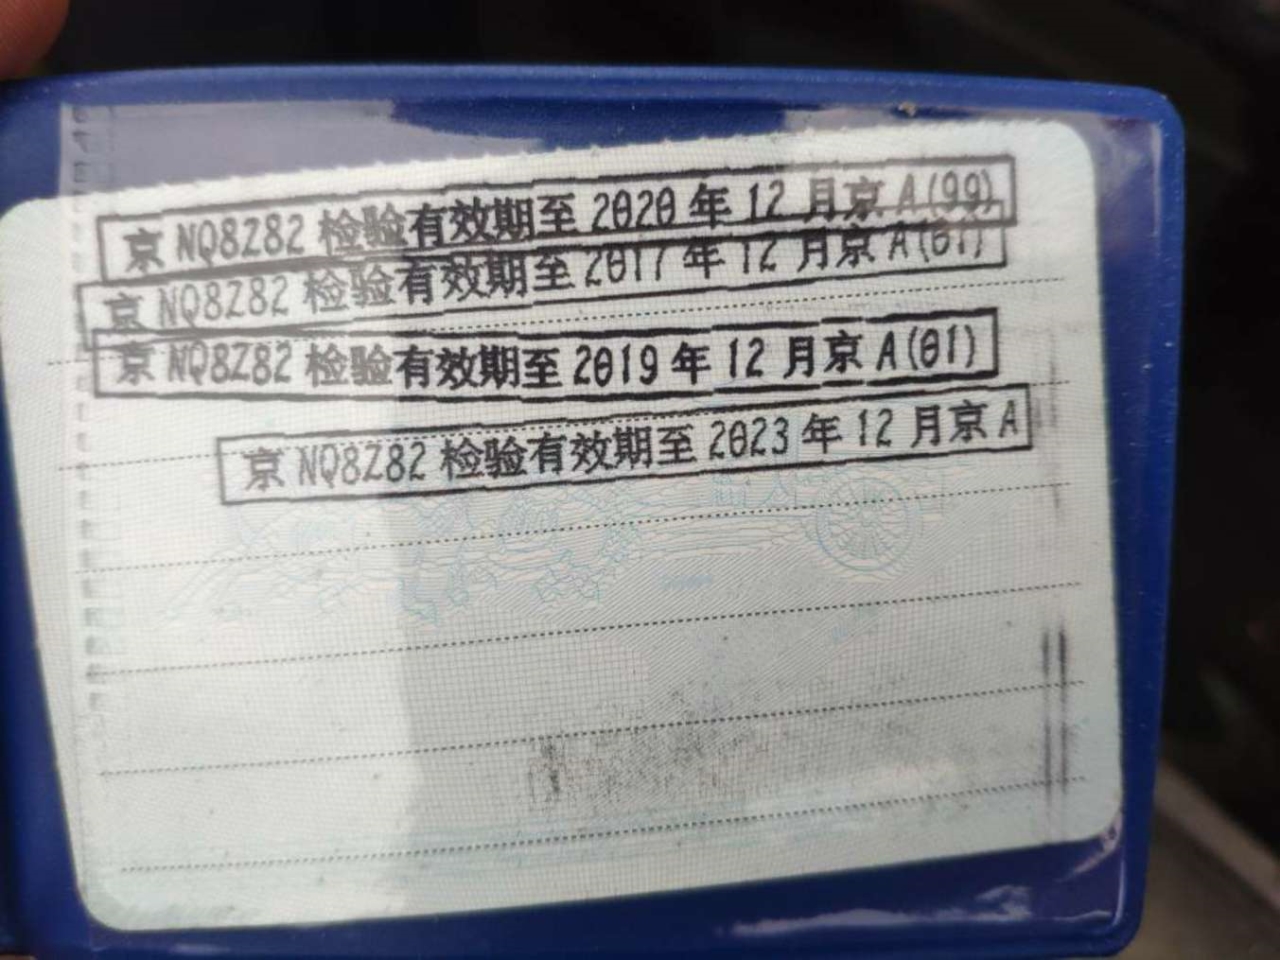 京 NQ8Z82 检验有效期至 2020 年 12 月京 A(99)
京 NQ8Z82 检验有效期至 2017 年 12 月京 A(01)
京 NQ8Z82 检验有效期至 2019 年 12 月京 A(01)
京 NQ8Z82 检验有效期至 2023 年 12 月京 A